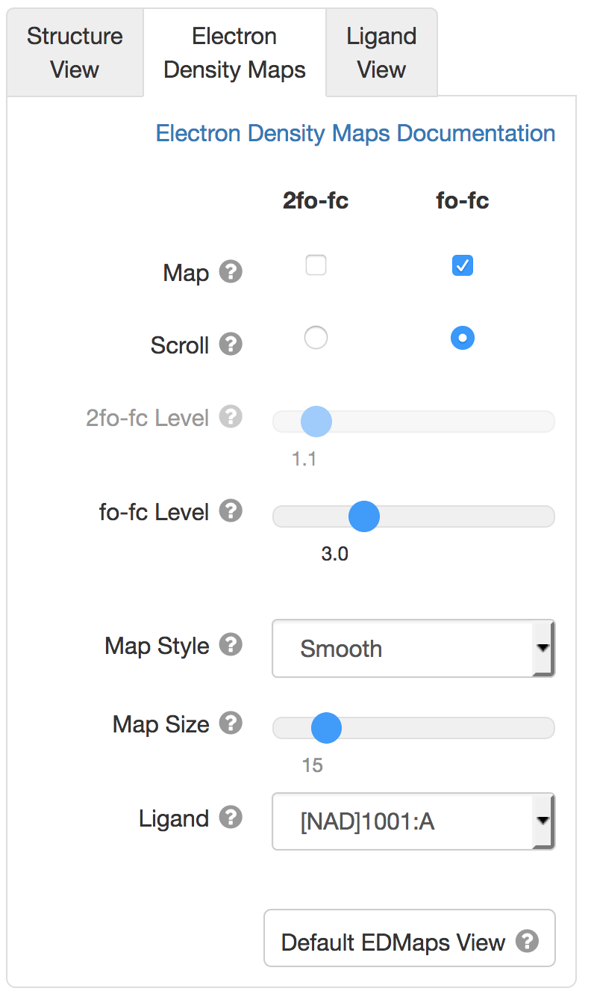 Structure
View
Electron
Density Maps
Ligand
View
Electron Density Maps Documentation
2fo-fc fo-fc
Map ?
Scroll ?
2fo-fc Level ?
1.1
fo-fc Level ?
3.0
Map Style ? Smooth
Map Size ?
15
Ligand ? [NAD]1001:A
Default EDMaps View ?